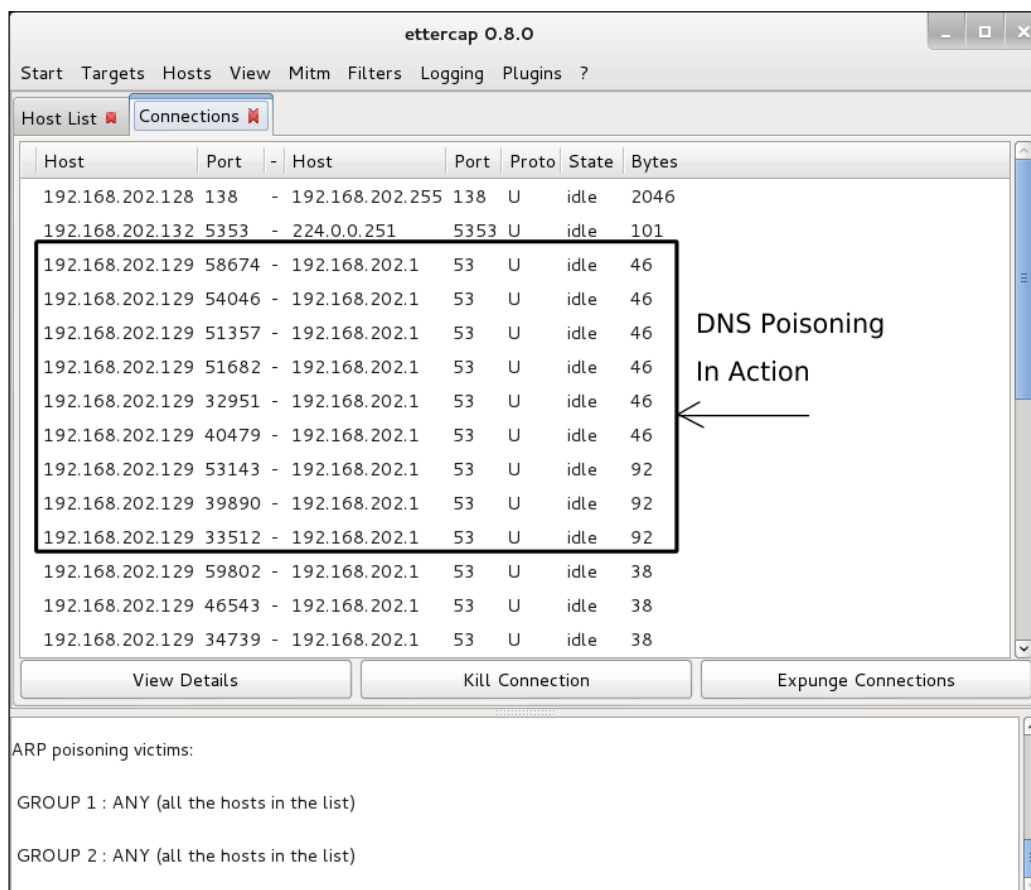 ettercap 0.8.0
Start Targets Hosts View Mitm Filters Logging Plugins ?
Host List Connections
Host Port - Host Port Proto State Bytes
192.168.202.128 138 - 192.168.202.255 138 U idle 2046
192.168.202.132 5353 - 224.0.0.251 5353 U idle 101
192.168.202.129 58674 - 192.168.202.1 53 U idle 46
192.168.202.129 54046 - 192.168.202.1 53 U idle 46
192.168.202.129 51357 - 192.168.202.1 53 U idle 46
192.168.202.129 51682 - 192.168.202.1 53 U idle 46
192.168.202.129 32951 - 192.168.202.1 53 U idle 46
192.168.202.129 40479 - 192.168.202.1 53 U idle 46
192.168.202.129 53143 - 192.168.202.1 53 U idle 92
192.168.202.129 39890 - 192.168.202.1 53 U idle 92
192.168.202.129 33512 - 192.168.202.1 53 U idle 92
192.168.202.129 59802 - 192.168.202.1 53 U idle 38
192.168.202.129 46543 - 192.168.202.1 53 U idle 38
192.168.202.129 34739 - 192.168.202.1 53 U idle 38
DNS Poisoning
In Action
View Details Kill Connection Expunge Connections
ARP poisoning victims:
GROUP 1 : ANY (all the hosts in the list)
GROUP 2 : ANY (all the hosts in the list)